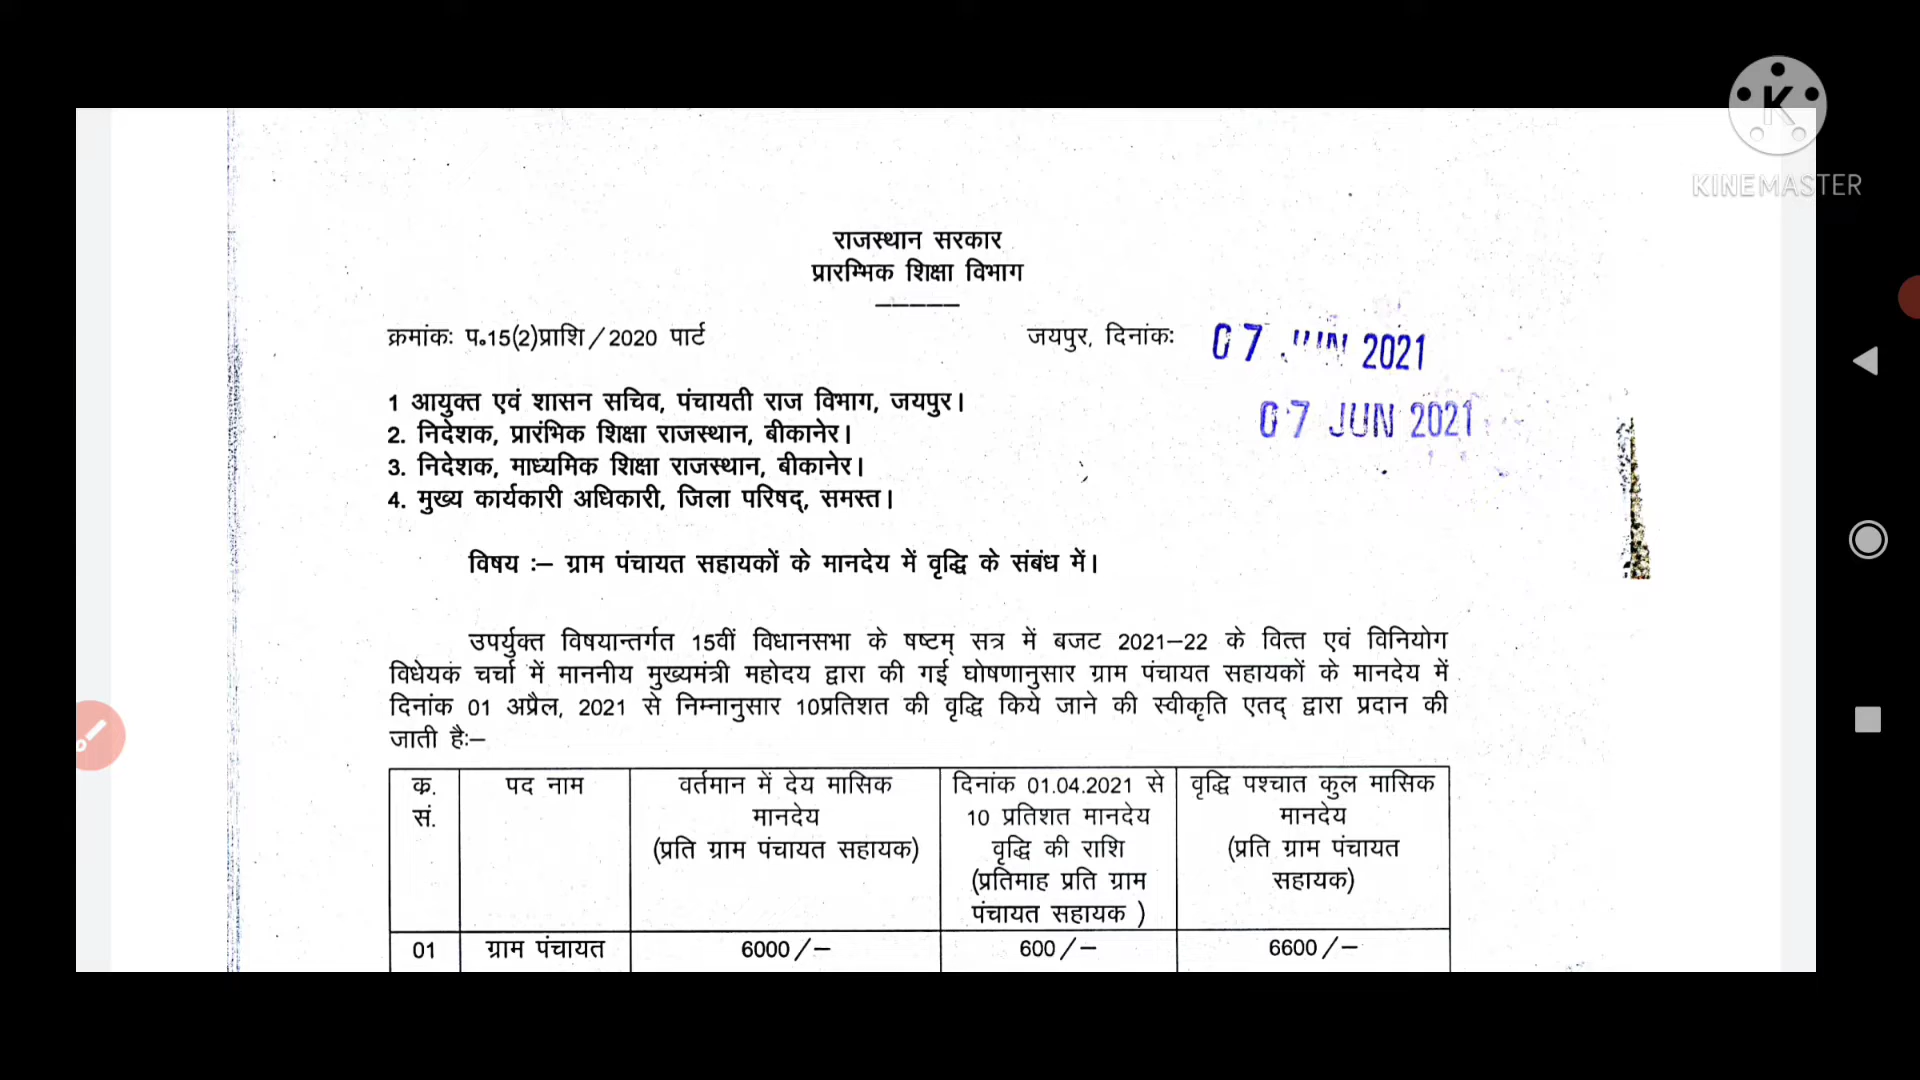 KINEMASTER
राजस्थान सरकार
प्रारम्भिक शिक्षा विभाग
क्रमांकः प.15(2)प्राशि/2020 पार्ट जयपुर, दिनांकः 07 JUN 2021
07 JUN 2021
1 आयुक्त एवं शासन सचिव, पंचायती राज विभाग, जयपुर।
2. निदेशक, प्रारंभिक शिक्षा राजस्थान, बीकानेर।
3. निदेशक, माध्यमिक शिक्षा राजस्थान, बीकानेर।
4. मुख्य कार्यकारी अधिकारी, जिला परिषद्, समस्त।
विषय :– ग्राम पंचायत सहायकों के मानदेय में वृद्धि के संबंध में।
उपर्युक्त विषयान्तर्गत 15वीं विधानसभा के षष्टम् सत्र में बजट 2021–22 के वित्त एवं विनियोग
विधेयक चर्चा में माननीय मुख्यमंत्री महोदय द्वारा की गई घोषणानुसार ग्राम पंचायत सहायकों के मानदेय में
दिनांक 01 अप्रैल, 2021 से निम्नानुसार 10प्रतिशत की वृद्धि किये जाने की स्वीकृति एतद् द्वारा प्रदान की
जाती हैः–
क्र. सं. पद नाम वर्तमान में देय मासिक मानदेय (प्रति ग्राम पंचायत सहायक) दिनांक 01.04.2021 से 10 प्रतिशत मानदेय वृद्धि की राशि (प्रतिमाह प्रति ग्राम पंचायत सहायक ) वृद्धि पश्चात कुल मासिक मानदेय (प्रति ग्राम पंचायत सहायक)
01 ग्राम पंचायत 6000/– 600/– 6600/–